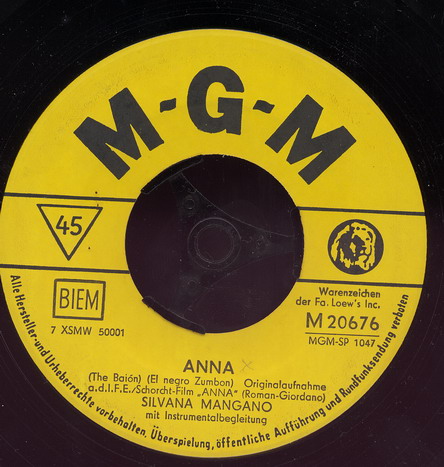 M-G-M
45
BIEM
7 XSMW 50001
Warenzeichen
der Fa. Loew's Inc.
M 20676
MGM-SP 1047
ANNA
(The Baión) (El negro Zumbon) Originalaufnahme
a.d.I.F.E./Schorcht-Film „ANNA" (Roman-Giordano)
SILVANA MANGANO
mit Instrumentalbegleitung
Alle Hersteller-und Urheberrechte vorbehalten. Überspielung, öffentliche Aufführung und Rundfunksendung verboten